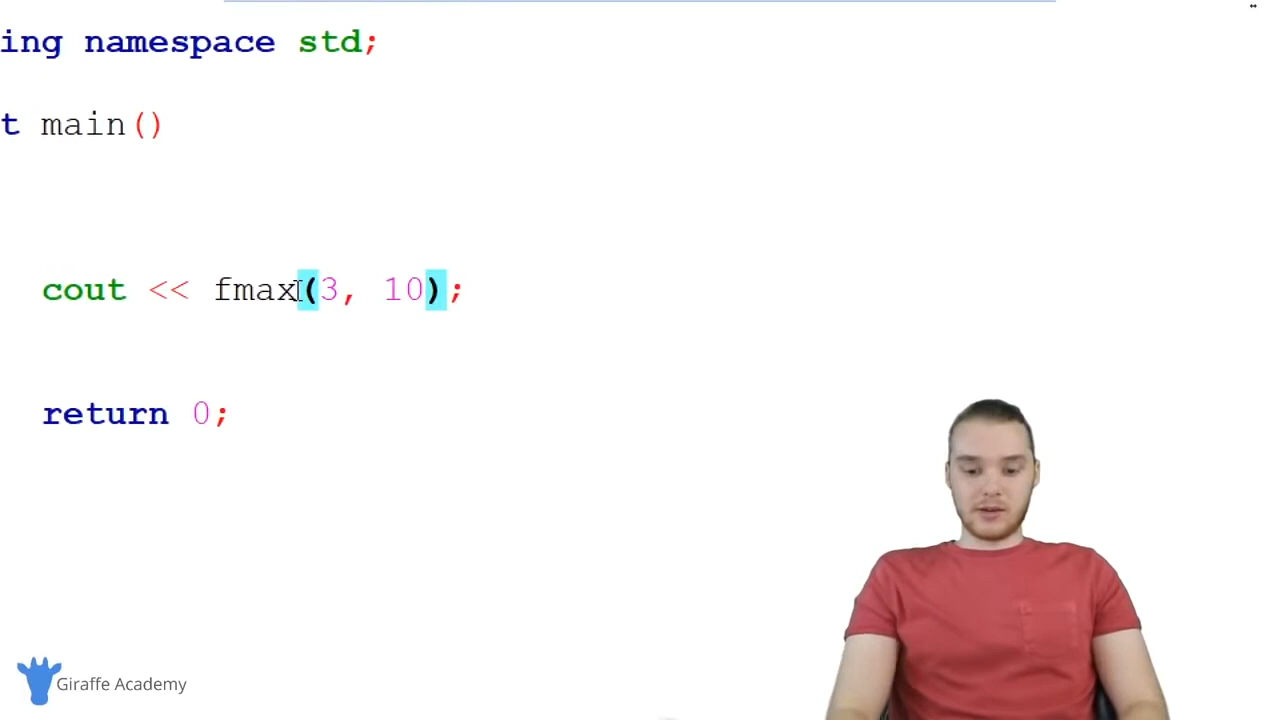 ing namespace std;
t main()
cout << fmax(3, 10);
return 0;
Giraffe Academy